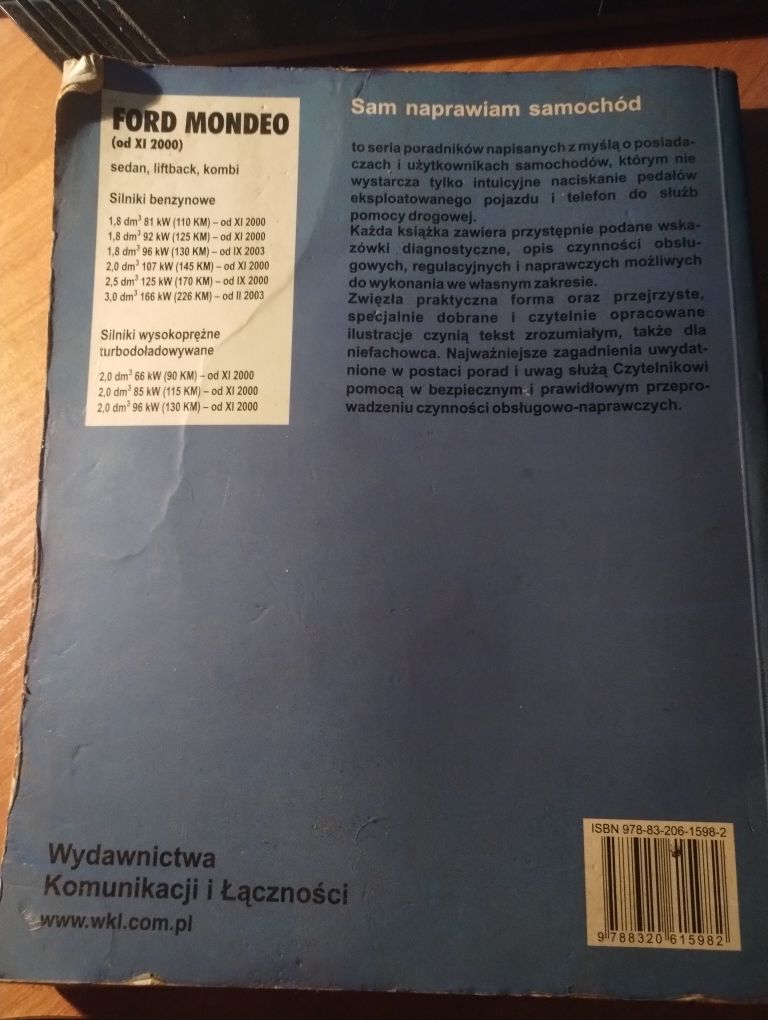 FORD MONDEO
(od XI 2000)
sedan, liftback, kombi
Silniki benzynowe
1,8 dm³ 81 kW (110 KM) – od XI 2000
1,8 dm³ 92 kW (125 KM) – od XI 2000
1,8 dm³ 96 kW (130 KM) – od IX 2003
2,0 dm³ 107 kW (145 KM) – od XI 2000
2,5 dm³ 125 kW (170 KM) – od IX 2000
3,0 dm³ 166 kW (226 KM) – od II 2003
Silniki wysokoprężne
turbodoładowywane
2,0 dm³ 66 kW (90 KM) – od XI 2000
2,0 dm³ 85 kW (115 KM) – od XI 2000
2,0 dm³ 96 kW (130 KM) – od XI 2000
Sam naprawiam samochód
to seria poradników napisanych z myślą o posiada-
czach i użytkownikach samochodów, którym nie
wystarcza tylko intuicyjne naciskanie pedałów
eksploatowanego pojazdu i telefon do służb
pomocy drogowej.
Każda książka zawiera przystępnie podane wska-
zówki diagnostyczne, opis czynności obsłu-
gowych, regulacyjnych i naprawczych możliwych
do wykonania we własnym zakresie.
Zwięzła praktyczna forma oraz przejrzyste,
specjalnie dobrane i czytelnie opracowane
ilustracje czynią tekst zrozumiałym, także dla
niefachowca. Najważniejsze zagadnienia uwydat-
nione w postaci porad i uwag służą Czytelnikowi
pomocą w bezpiecznym i prawidłowym przepro-
wadzeniu czynności obsługowo-naprawczych.
Wydawnictwa
Komunikacji i Łączności
www.wkl.com.pl
ISBN 978-83-206-1598-2
9 788320 615982